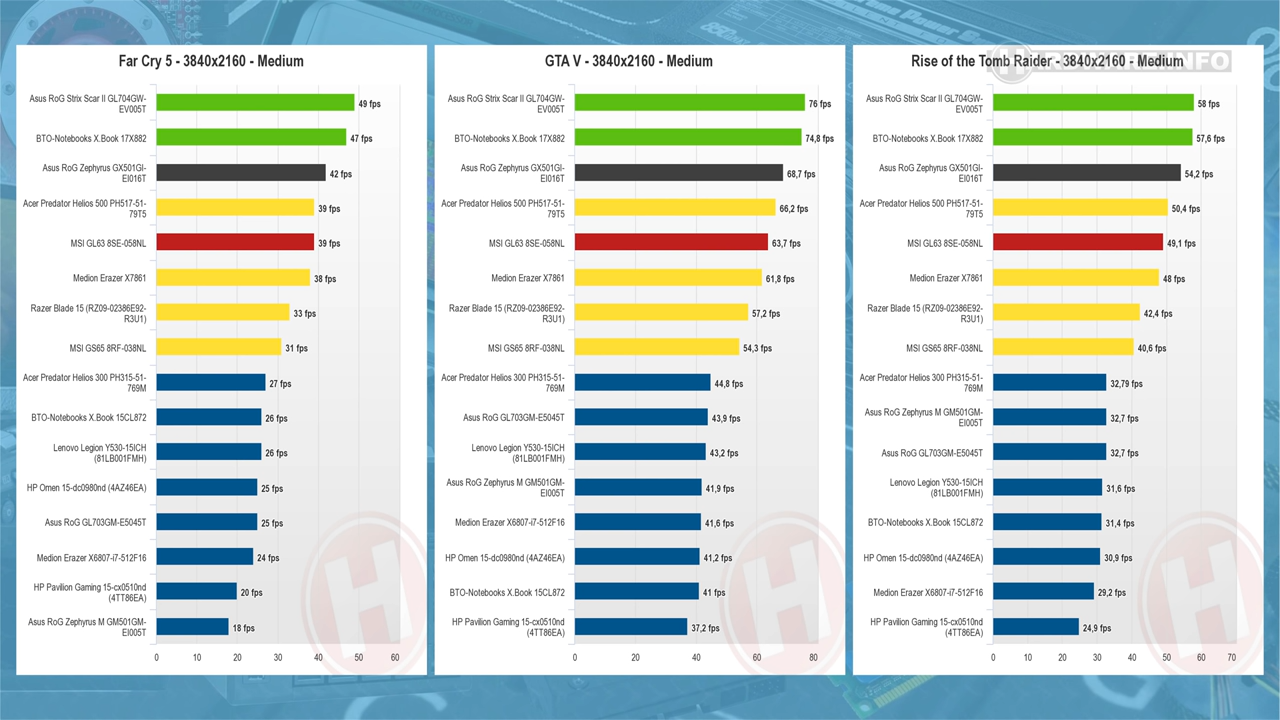 Far Cry 5 - 3840x2160 - Medium
Asus RoG Strix Scar II GL704GW-
EV005T
49 fps
BTO-Notebooks X.Book 17X882
47 fps
Asus RoG Zephyrus GX501GI-
EI016T
42 fps
Acer Predator Helios 500 PH517-51-
79T5
39 fps
MSI GL63 8SE-058NL
39 fps
Medion Erazer X7861
38 fps
Razer Blade 15 (RZ09-02386E92-
R3U1)
33 fps
MSI GS65 8RF-038NL
31 fps
Acer Predator Helios 300 PH315-51-
769M
27 fps
BTO-Notebooks X.Book 15CL872
26 fps
Lenovo Legion Y530-15ICH
(81LB001FMH)
26 fps
HP Omen 15-dc0980nd (4AZ46EA)
25 fps
Asus RoG GL703GM-E5045T
25 fps
Medion Erazer X6807-i7-512F16
24 fps
HP Pavilion Gaming 15-cx0510nd
(4TT86EA)
20 fps
Asus RoG Zephyrus M GM501GM-
EI005T
18 fps
0 10 20 30 40 50 60
GTA V - 3840x2160 - Medium
Asus RoG Strix Scar II GL704GW-
EV005T
76 fps
BTO-Notebooks X.Book 17X882
74,8 fps
Asus RoG Zephyrus GX501GI-
EI016T
68,7 fps
Acer Predator Helios 500 PH517-51-
79T5
66,2 fps
MSI GL63 8SE-058NL
63,7 fps
Medion Erazer X7861
61,8 fps
Razer Blade 15 (RZ09-02386E92-
R3U1)
57,2 fps
MSI GS65 8RF-038NL
54,3 fps
Acer Predator Helios 300 PH315-51-
769M
44,8 fps
Asus RoG GL703GM-E5045T
43,9 fps
Lenovo Legion Y530-15ICH
(81LB001FMH)
43,2 fps
Asus RoG Zephyrus M GM501GM-
EI005T
41,9 fps
Medion Erazer X6807-i7-512F16
41,6 fps
HP Omen 15-dc0980nd (4AZ46EA)
41,2 fps
BTO-Notebooks X.Book 15CL872
41 fps
HP Pavilion Gaming 15-cx0510nd
(4TT86EA)
37,2 fps
0 20 40 60 80
HARDWARE.INFO
Rise of the Tomb Raider - 3840x2160 - Medium
Asus RoG Strix Scar II GL704GW-
EV005T
58 fps
BTO-Notebooks X.Book 17X882
57,6 fps
Asus RoG Zephyrus GX501GI-
EI016T
54,2 fps
Acer Predator Helios 500 PH517-51-
79T5
50,4 fps
MSI GL63 8SE-058NL
49,1 fps
Medion Erazer X7861
48 fps
Razer Blade 15 (RZ09-02386E92-
R3U1)
42,4 fps
MSI GS65 8RF-038NL
40,6 fps
Acer Predator Helios 300 PH315-51-
769M
32,79 fps
Asus RoG Zephyrus M GM501GM-
EI005T
32,7 fps
Asus RoG GL703GM-E5045T
32,7 fps
Lenovo Legion Y530-15ICH
(81LB001FMH)
31,6 fps
BTO-Notebooks X.Book 15CL872
31,4 fps
HP Omen 15-dc0980nd (4AZ46EA)
30,9 fps
Medion Erazer X6807-i7-512F16
29,2 fps
HP Pavilion Gaming 15-cx0510nd
(4TT86EA)
24,9 fps
0 10 20 30 40 50 60 70